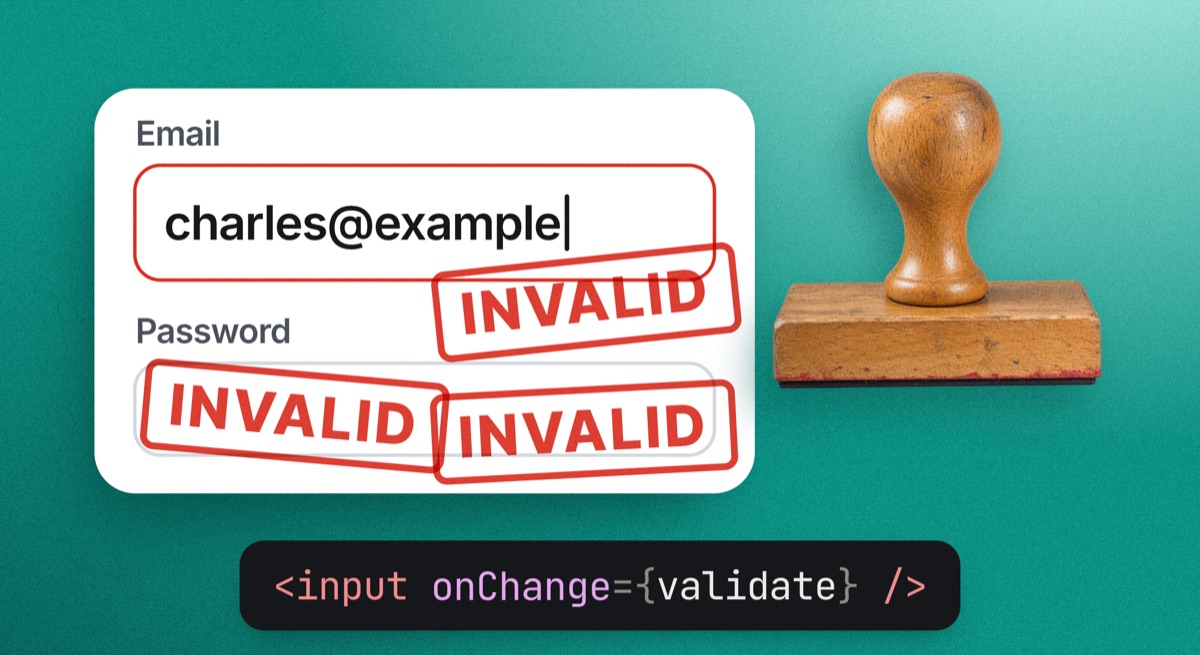 Email
charles@example
INVALID
Password
INVALID
INVALID
<input onChange={validate} />